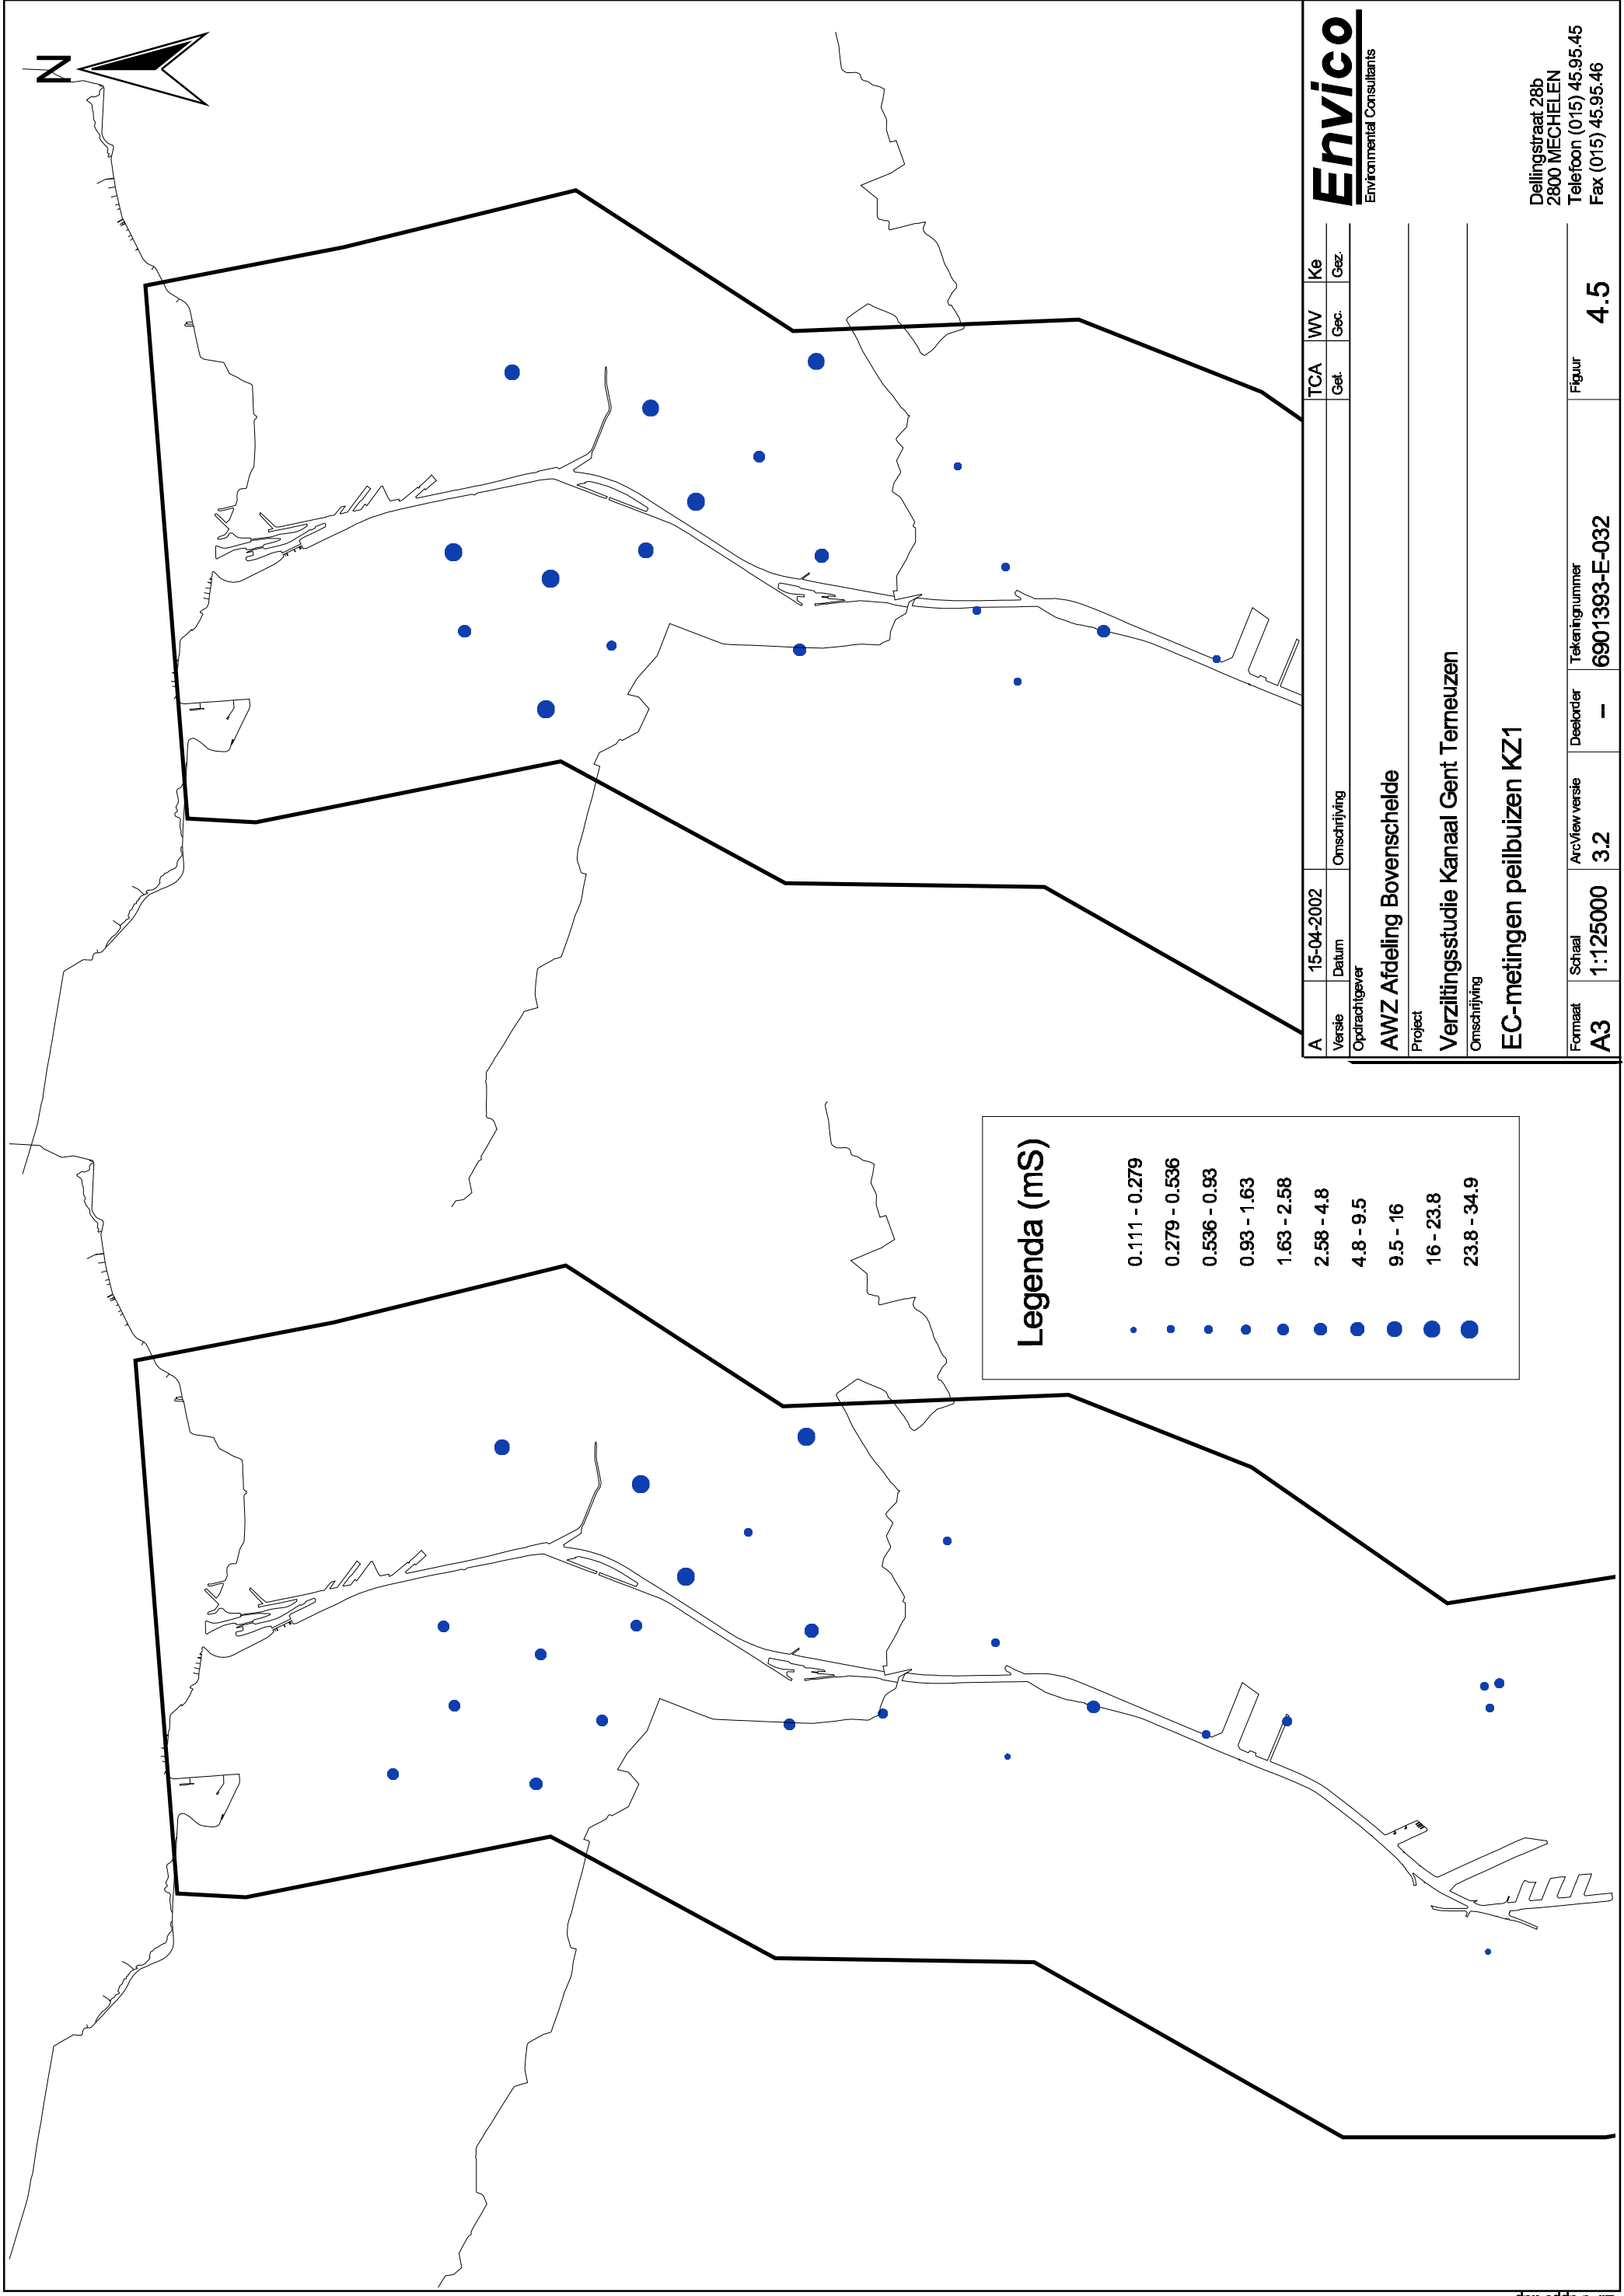 N
Legenda (mS)
0.111 - 0.279
0.279 - 0.536
0.536 - 0.93
0.93 - 1.63
1.63 - 2.58
2.58 - 4.8
4.8 - 9.5
9.5 - 16
16 - 23.8
23.8 - 34.9
A 15-04-2002 TCA WV Ke
Versie Datum Omschrijving Get. Gec. Gez.
Opdrachtgever
AWZ Afdeling Bovenschelde
Project
Verziltingsstudie Kanaal Gent Terneuzen
Omschrijving
EC-metingen peilbuizen KZ1
Formaat Schaal ArcView versie Deelorder Tekeningnummer Figuur
A3 1:125000 3.2 -- 6901393-E-032 4.5
Envico
Environmental Consultants
Dellingstraat 28b
2800 MECHELEN
Telefoon (015) 45.95.45
Fax (015) 45.95.46